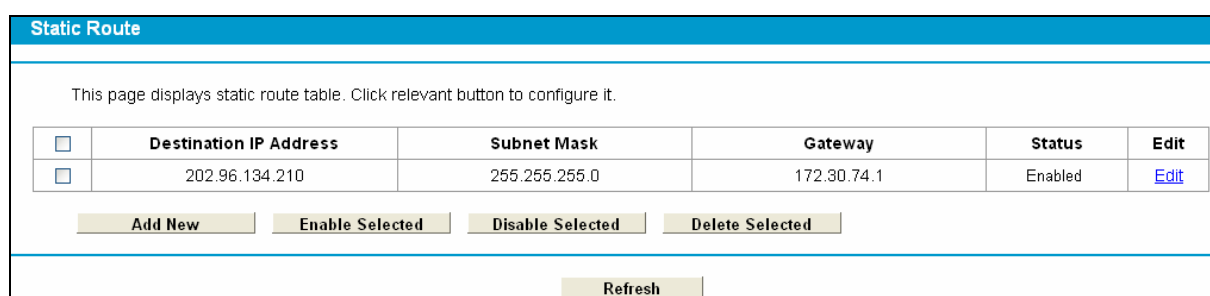 Static Route
This page displays static route table. Click relevant button to configure it.
Destination IP Address Subnet Mask Gateway Status Edit
202.96.134.210 255.255.255.0 172.30.74.1 Enabled Edit
Add New Enable Selected Disable Selected Delete Selected
Refresh